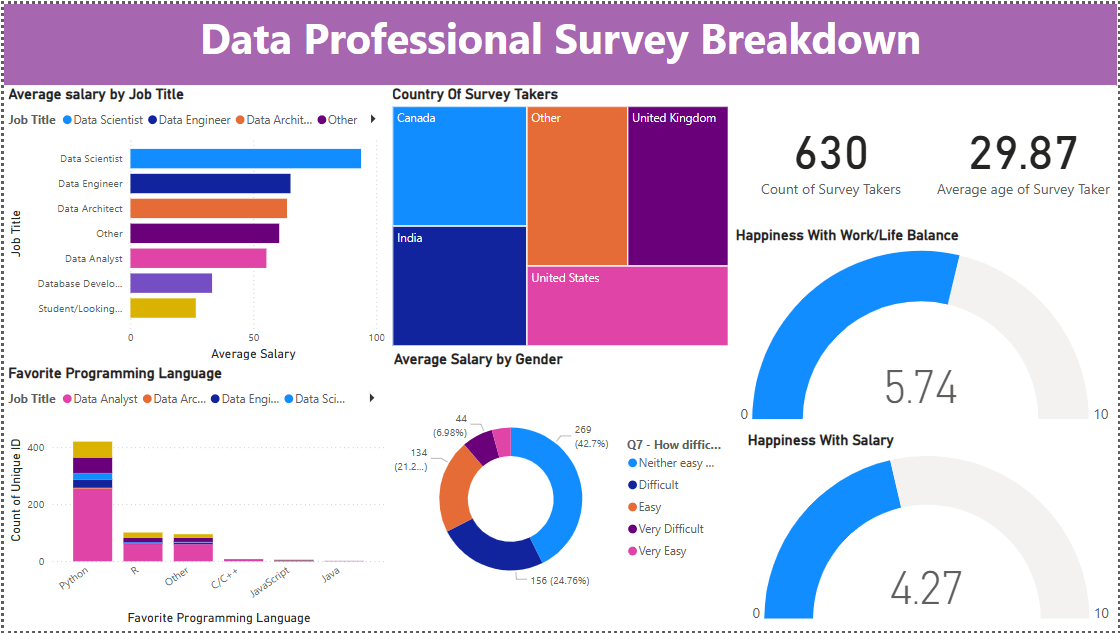 Data Professional Survey Breakdown
Average salary by Job Title
Job Title Data Scientist Data Engineer Data Archit... Other
Job Title
Data Scientist
Data Engineer
Data Architect
Other
Data Analyst
Database Develo...
Student/Looking...
0 50 100
Average Salary
Country Of Survey Takers
Canada
Other
United Kingdom
India
United States
630
Count of Survey Takers
29.87
Average age of Survey Taker
Happiness With Work/Life Balance
5.74
0 10
Favorite Programming Language
Job Title Data Analyst Data Arc... Data Engi... Data Sci...
Count of Unique ID
400
200
0
Python R Other C/C++ JavaScript Java
Favorite Programming Language
Average Salary by Gender
44
(6.98%)
134
(21.2...)
269
(42.7%)
156 (24.76%)
Q7 - How diffic...
Neither easy ...
Difficult
Easy
Very Difficult
Very Easy
Happiness With Salary
4.27
0 10